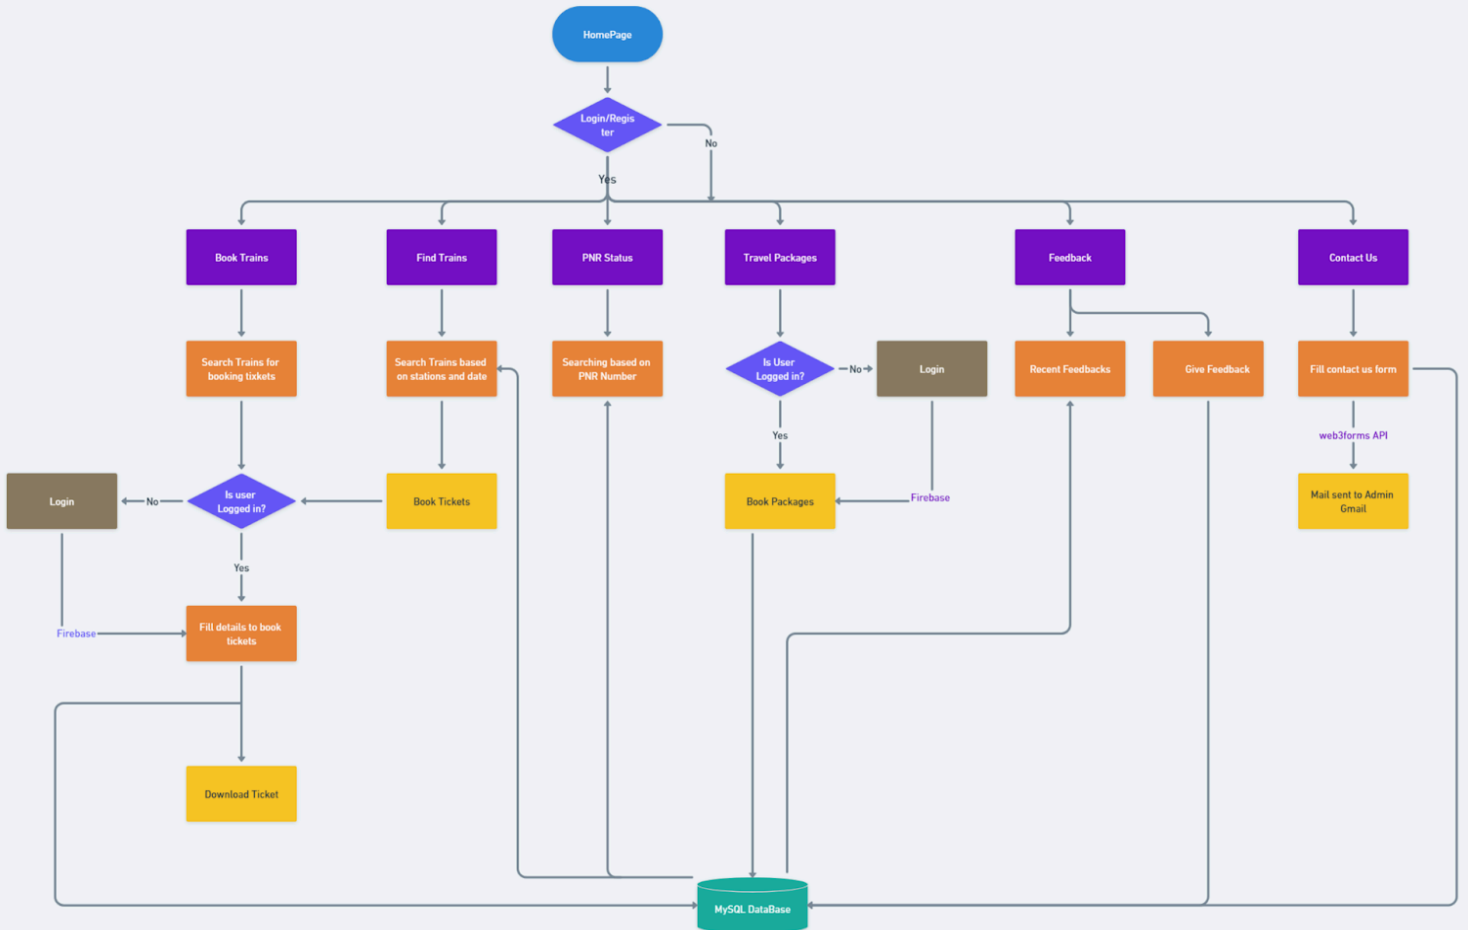 HomePage
Login/Regis
ter
No
Yes
Book Trains
Find Trains
PNR Status
Travel Packages
Feedback
Contact Us
Search Trains for
booking tixkets
Search Trains based
on stations and date
Searching based on
PNR Number
Is User
Logged in?
No
Login
Recent Feedbacks
Give Feedback
Fill contact us form
Yes
web3forms API
Login
No
Is user
Logged in?
Book Tickets
Book Packages
Firebase
Mail sent to Admin
Gmail
Yes
Firebase
Fill details to book
tickets
Download Ticket
MySQL DataBase